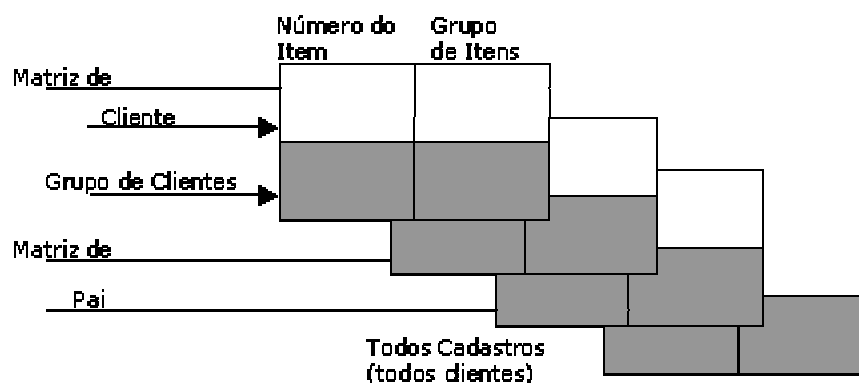 Número do
Item
Grupo
de Itens
Matriz de
Cliente
Grupo de Clientes
Matriz de
Pai
Todos Cadastros
(todos clientes)